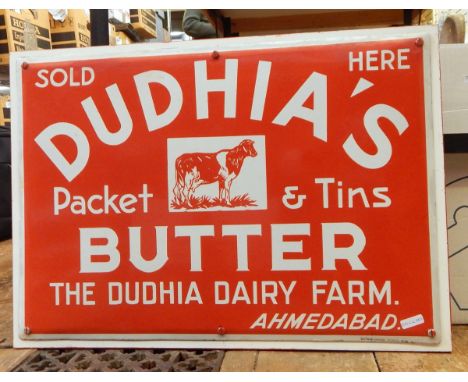 SOLD HERE
DUDHIA'S
Packet & Tins
BUTTER
THE DUDHIA DAIRY FARM.
AHMEDABAD.